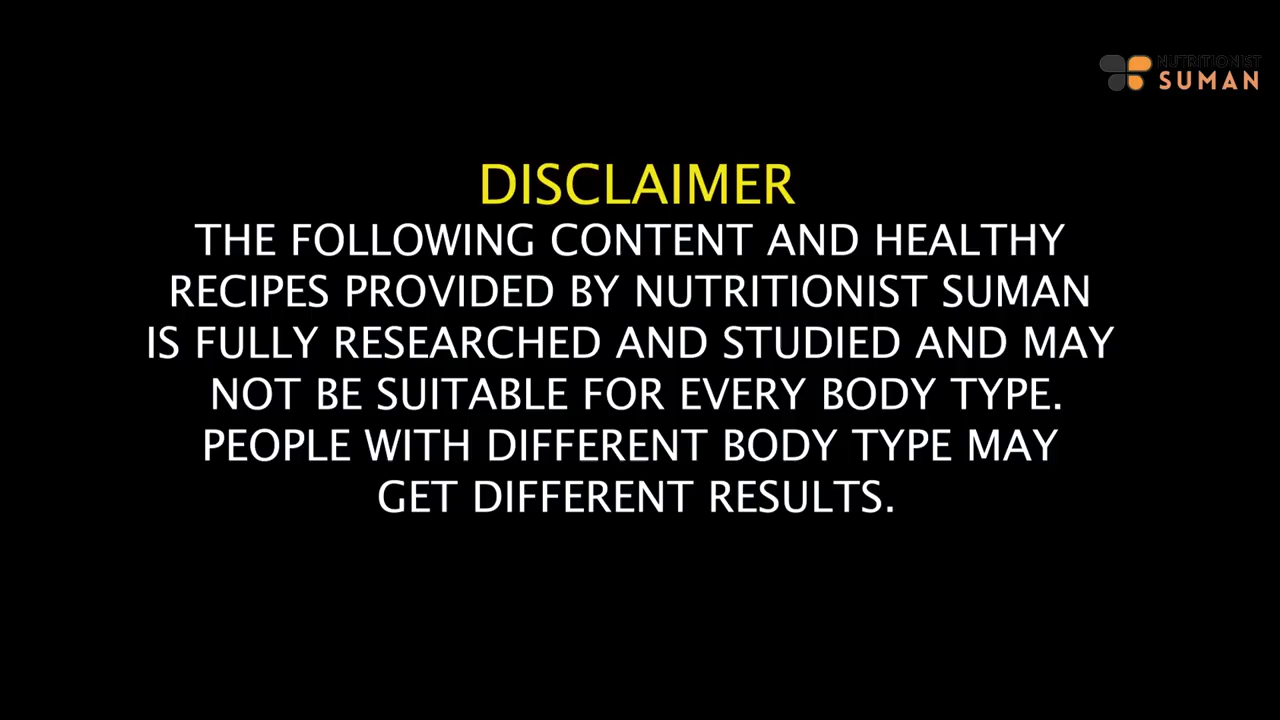 NUTRITIONIST
SUMAN
DISCLAIMER
THE FOLLOWING CONTENT AND HEALTHY
RECIPES PROVIDED BY NUTRITIONIST SUMAN
IS FULLY RESEARCHED AND STUDIED AND MAY
NOT BE SUITABLE FOR EVERY BODY TYPE.
PEOPLE WITH DIFFERENT BODY TYPE MAY
GET DIFFERENT RESULTS.